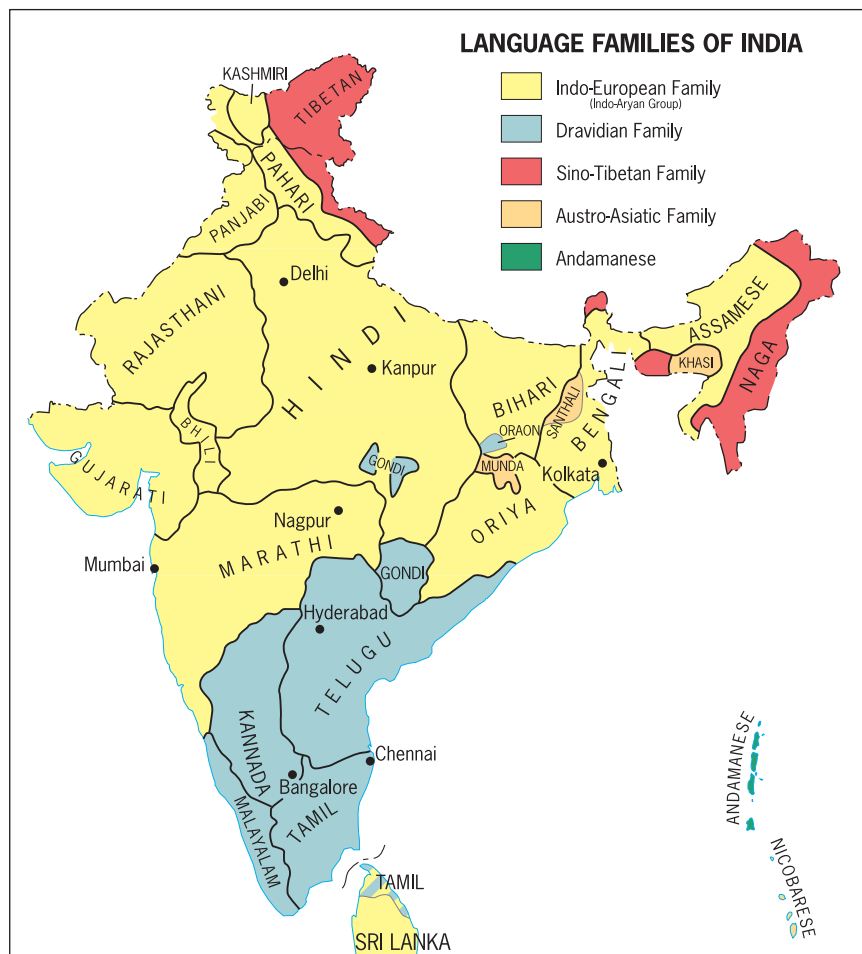 LANGUAGE FAMILIES OF INDIA
Indo-European Family
(Indo-Aryan Group)
Dravidian Family
Sino-Tibetan Family
Austro-Asiatic Family
Andamanese
KASHMIRI
TIBETAN
PAHARI
PANJABI
Delhi
RAJASTHANI
HINDI
Kanpur
ASSAMESE
NAGA
KHASI
BENGALI
BIHARI
SANTHALI
ORAON
MUNDA
Kolkata
BHILI
GUJARATI
GONDI
ORIYA
Nagpur
MARATHI
Mumbai
GONDI
Hyderabad
TELUGU
KANNADA
Chennai
Bangalore
TAMIL
MALAYALAM
TAMIL
SRI LANKA
ANDAMANESE
NICOBARESE